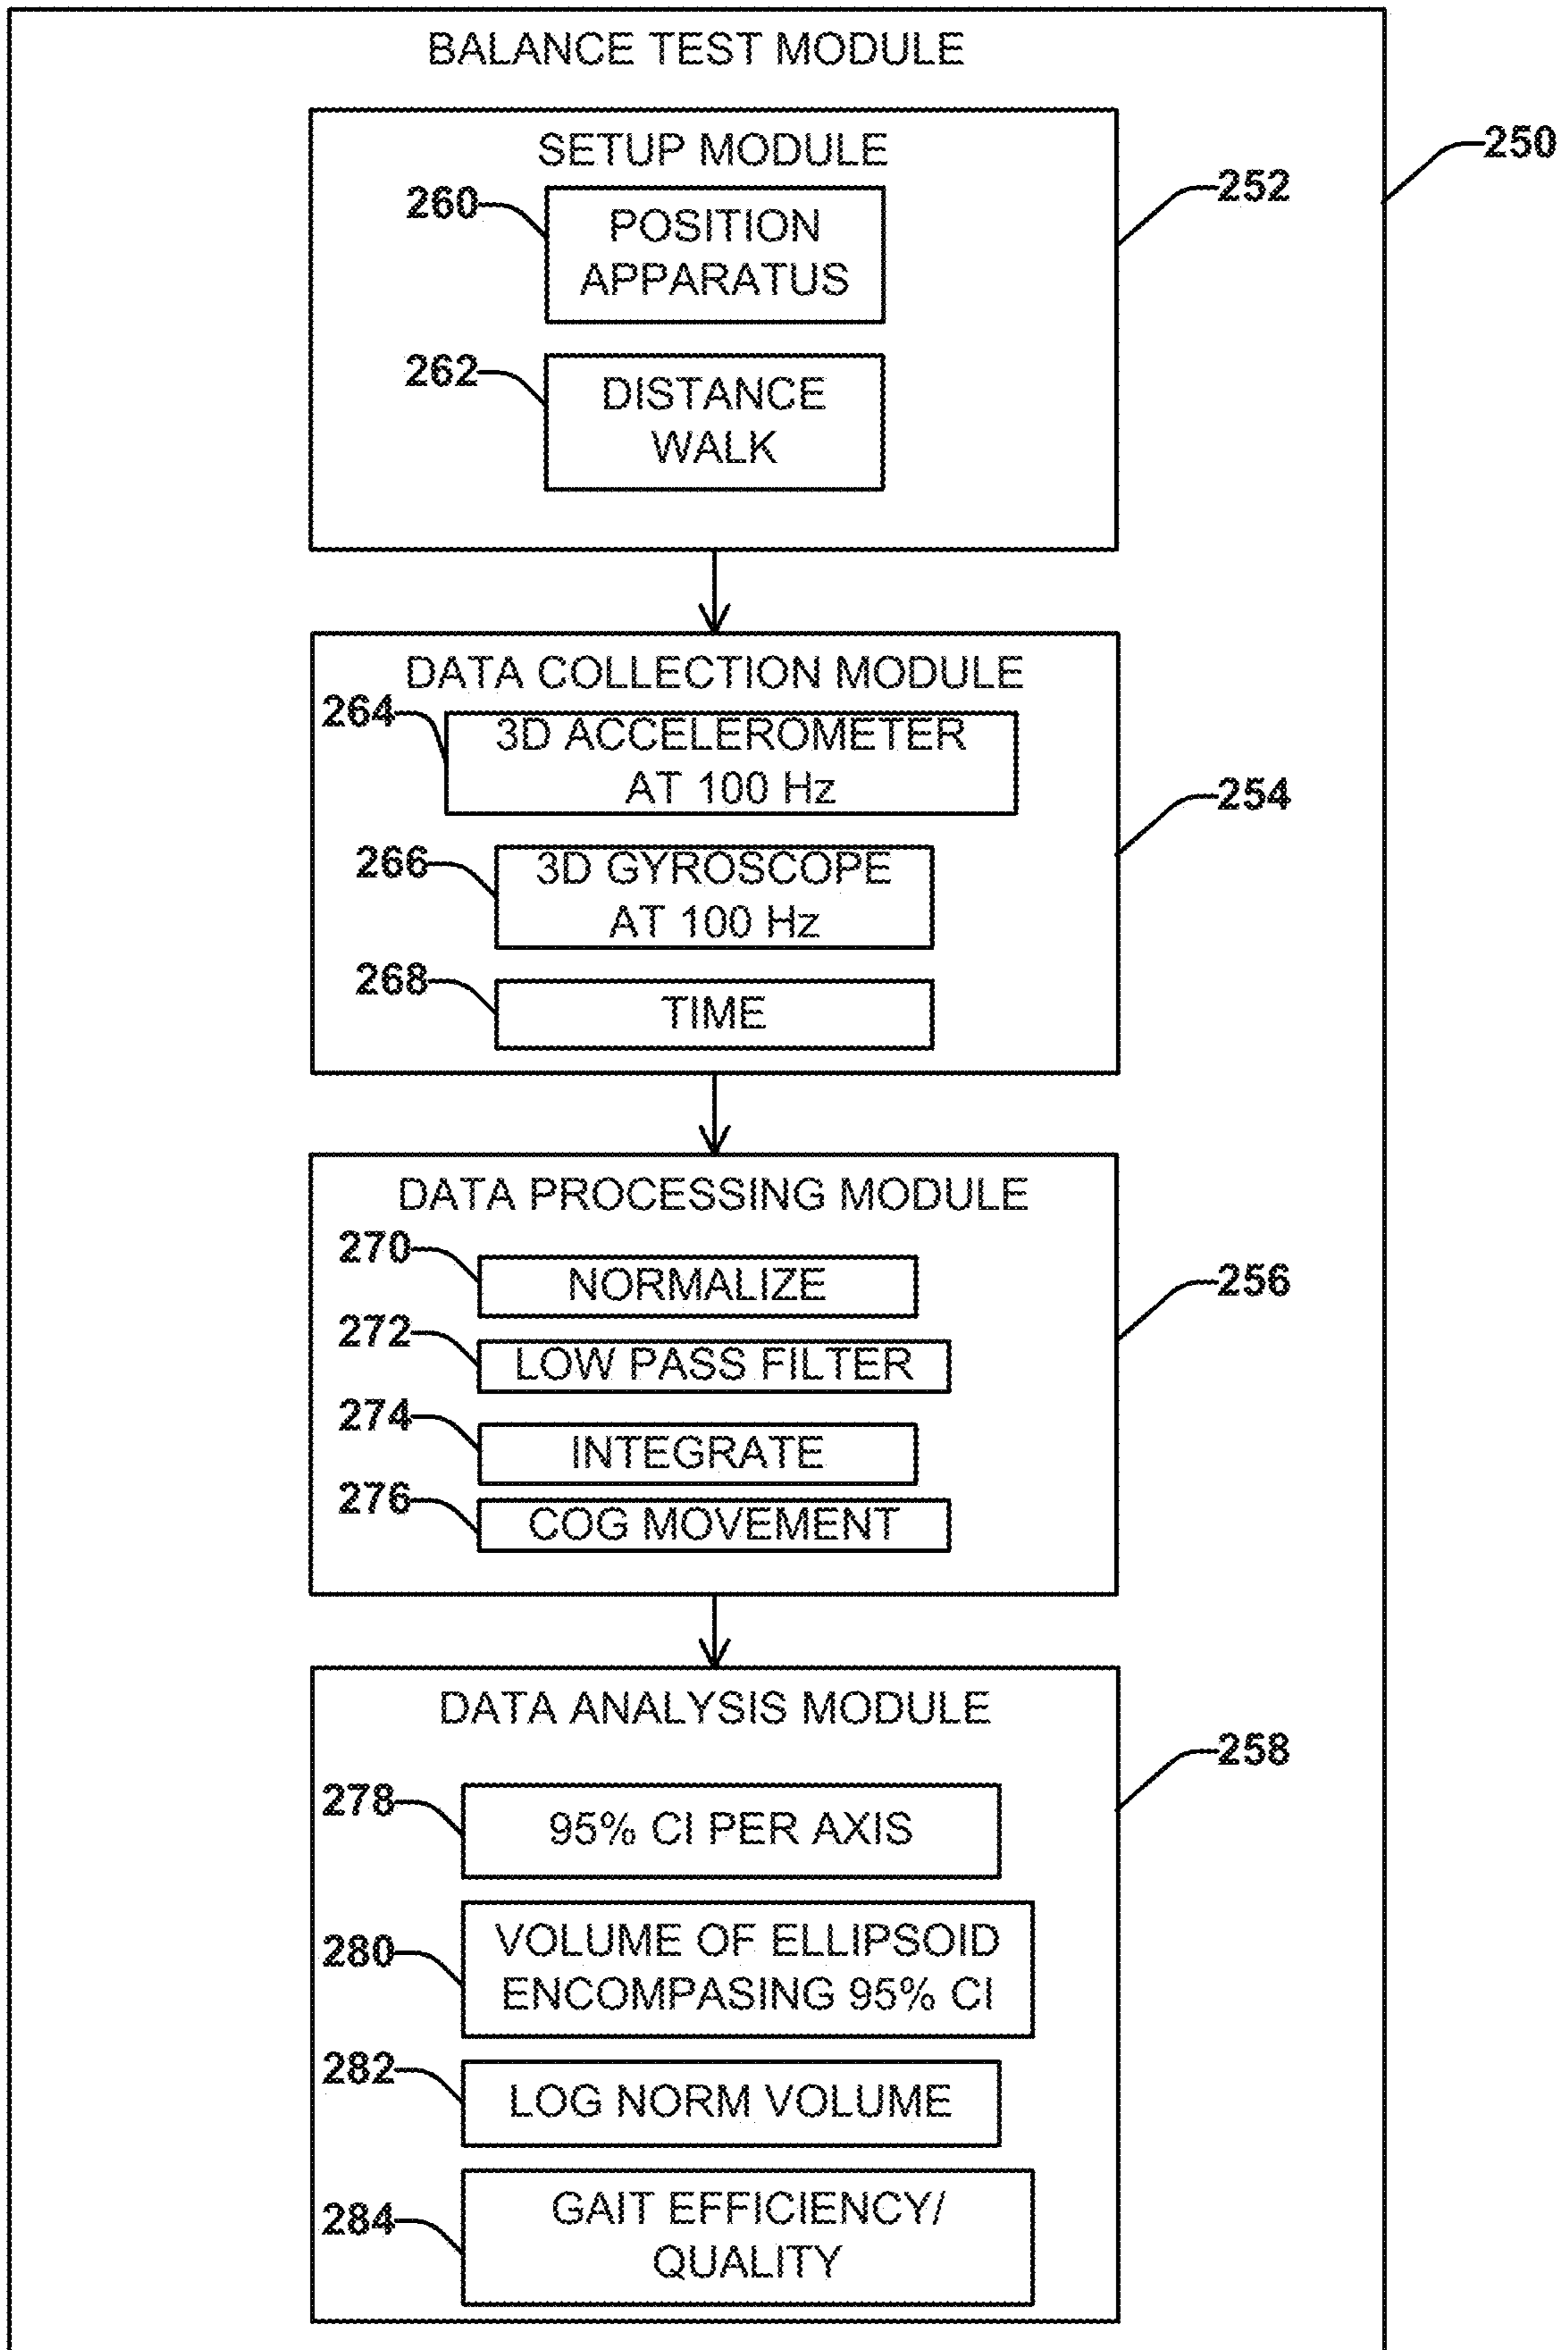 BALANCE TEST MODULE
250
SETUP MODULE
252
260
POSITION
APPARATUS
262
DISTANCE
WALK
DATA COLLECTION MODULE
254
264
3D ACCELEROMETER
AT 100 Hz
266
3D GYROSCOPE
AT 100 Hz
268
TIME
DATA PROCESSING MODULE
256
270
NORMALIZE
272
LOW PASS FILTER
274
INTEGRATE
276
COG MOVEMENT
DATA ANALYSIS MODULE
258
278
95% CI PER AXIS
280
VOLUME OF ELLIPSOID
ENCOMPASING 95% CI
282
LOG NORM VOLUME
284
GAIT EFFICIENCY/
QUALITY